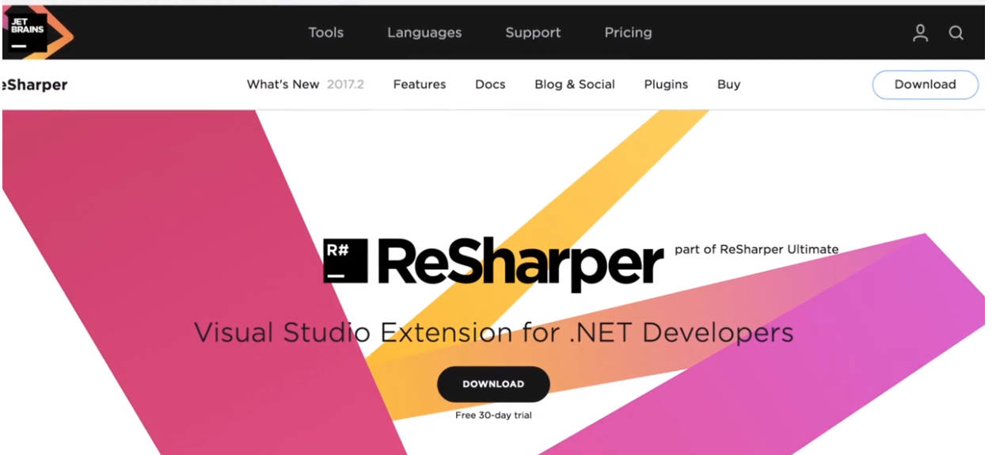 JET
BRAINS
Tools Languages Support Pricing
eSharper What's New 2017.2 Features Docs Blog & Social Plugins Buy Download
R# ReSharper part of ReSharper Ultimate
Visual Studio Extension for .NET Developers
DOWNLOAD
Free 30-day trial